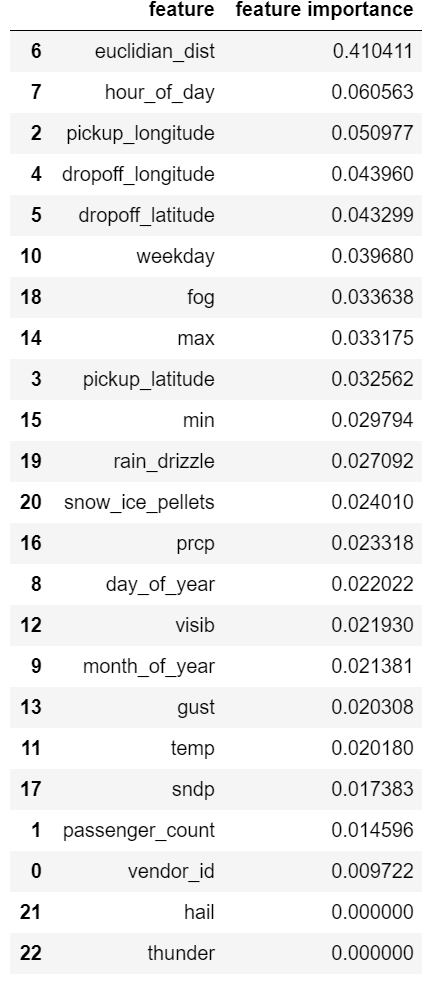 feature feature importance
6 euclidian_dist 0.410411
7 hour_of_day 0.060563
2 pickup_longitude 0.050977
4 dropoff_longitude 0.043960
5 dropoff_latitude 0.043299
10 weekday 0.039680
18 fog 0.033638
14 max 0.033175
3 pickup_latitude 0.032562
15 min 0.029794
19 rain_drizzle 0.027092
20 snow_ice_pellets 0.024010
16 prcp 0.023318
8 day_of_year 0.022022
12 visib 0.021930
9 month_of_year 0.021381
13 gust 0.020308
11 temp 0.020180
17 sndp 0.017383
1 passenger_count 0.014596
0 vendor_id 0.009722
21 hail 0.000000
22 thunder 0.000000